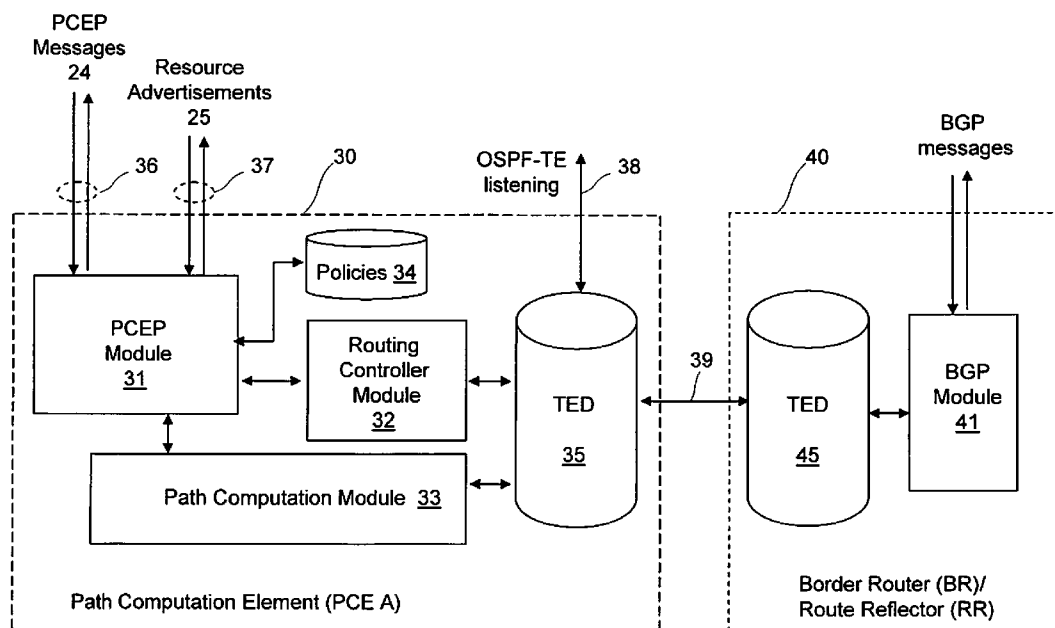 PCEP
Messages
24
Resource
Advertisements
25
36
37
30
OSPF-TE
listening
38
40
BGP
messages
Policies 34
PCEP
Module
31
Routing
Controller
Module
32
TED
35
39
TED
45
BGP
Module
41
Path Computation Module 33
Path Computation Element (PCE A)
Border Router (BR)/
Route Reflector (RR)